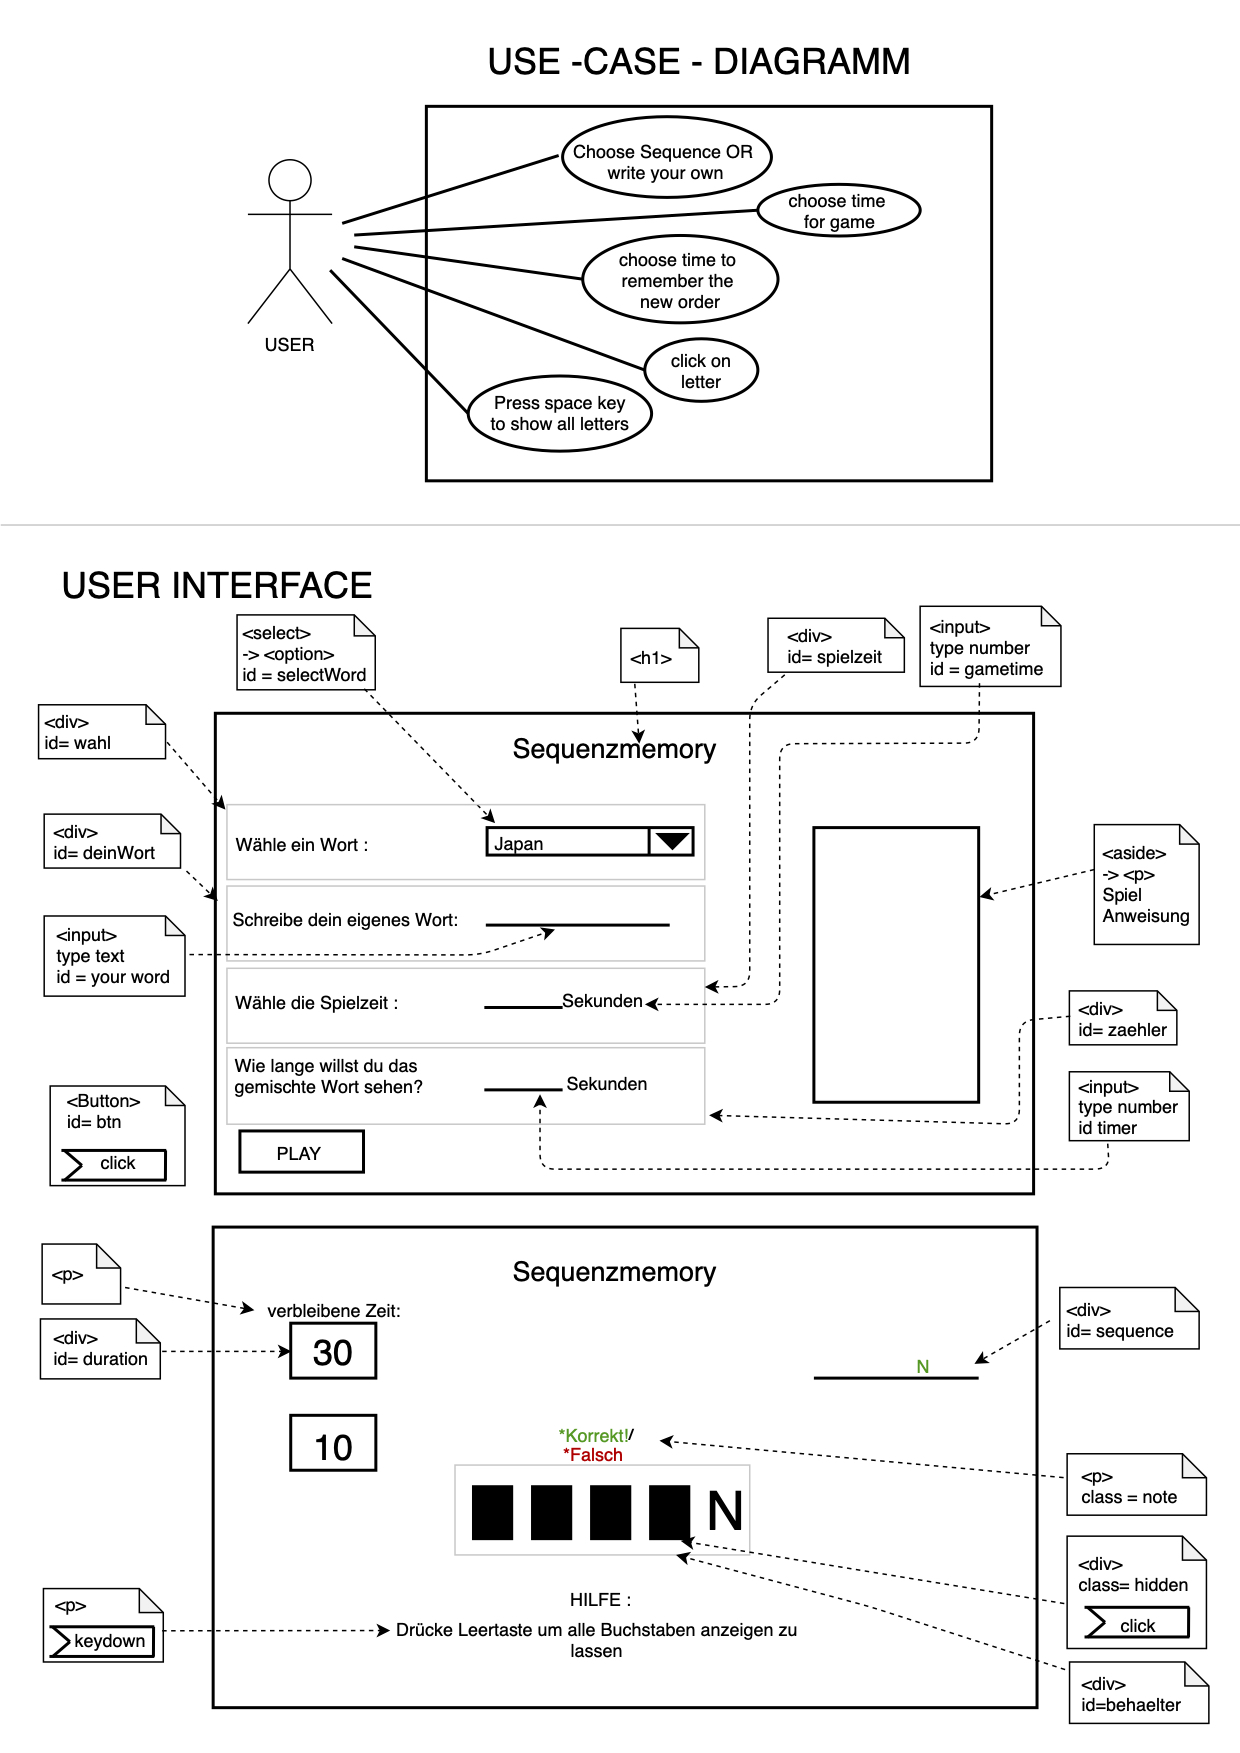 USE -CASE - DIAGRAMM
Choose Sequence OR
write your own
choose time
for game
choose time to
remember the
new order
click on
letter
Press space key
to show all letters
USER
USER INTERFACE
<select>
-> <option>
id = selectWord
<h1>
<div>
id= spielzeit
<input>
type number
id = gametime
<div>
id= wahl
Sequenzmemory
<div>
id= deinWort
Wähle ein Wort :
Japan
<aside>
-> <p>
Spiel
Anweisung
<input>
type text
id = your word
Schreibe dein eigenes Wort:
Wähle die Spielzeit :
Sekunden
<div>
id= zaehler
Wie lange willst du das
gemischte Wort sehen?
Sekunden
<input>
type number
id timer
<Button>
id= btn
click
PLAY
Sequenzmemory
<p>
verbleibene Zeit:
<div>
id= duration
30
<div>
id= sequence
N
10
*Korrekt!/
*Falsch
<p>
class = note
N
<div>
class= hidden
click
HILFE :
<p>
keydown
Drücke Leertaste um alle Buchstaben anzeigen zu
lassen
<div>
id=behaelter